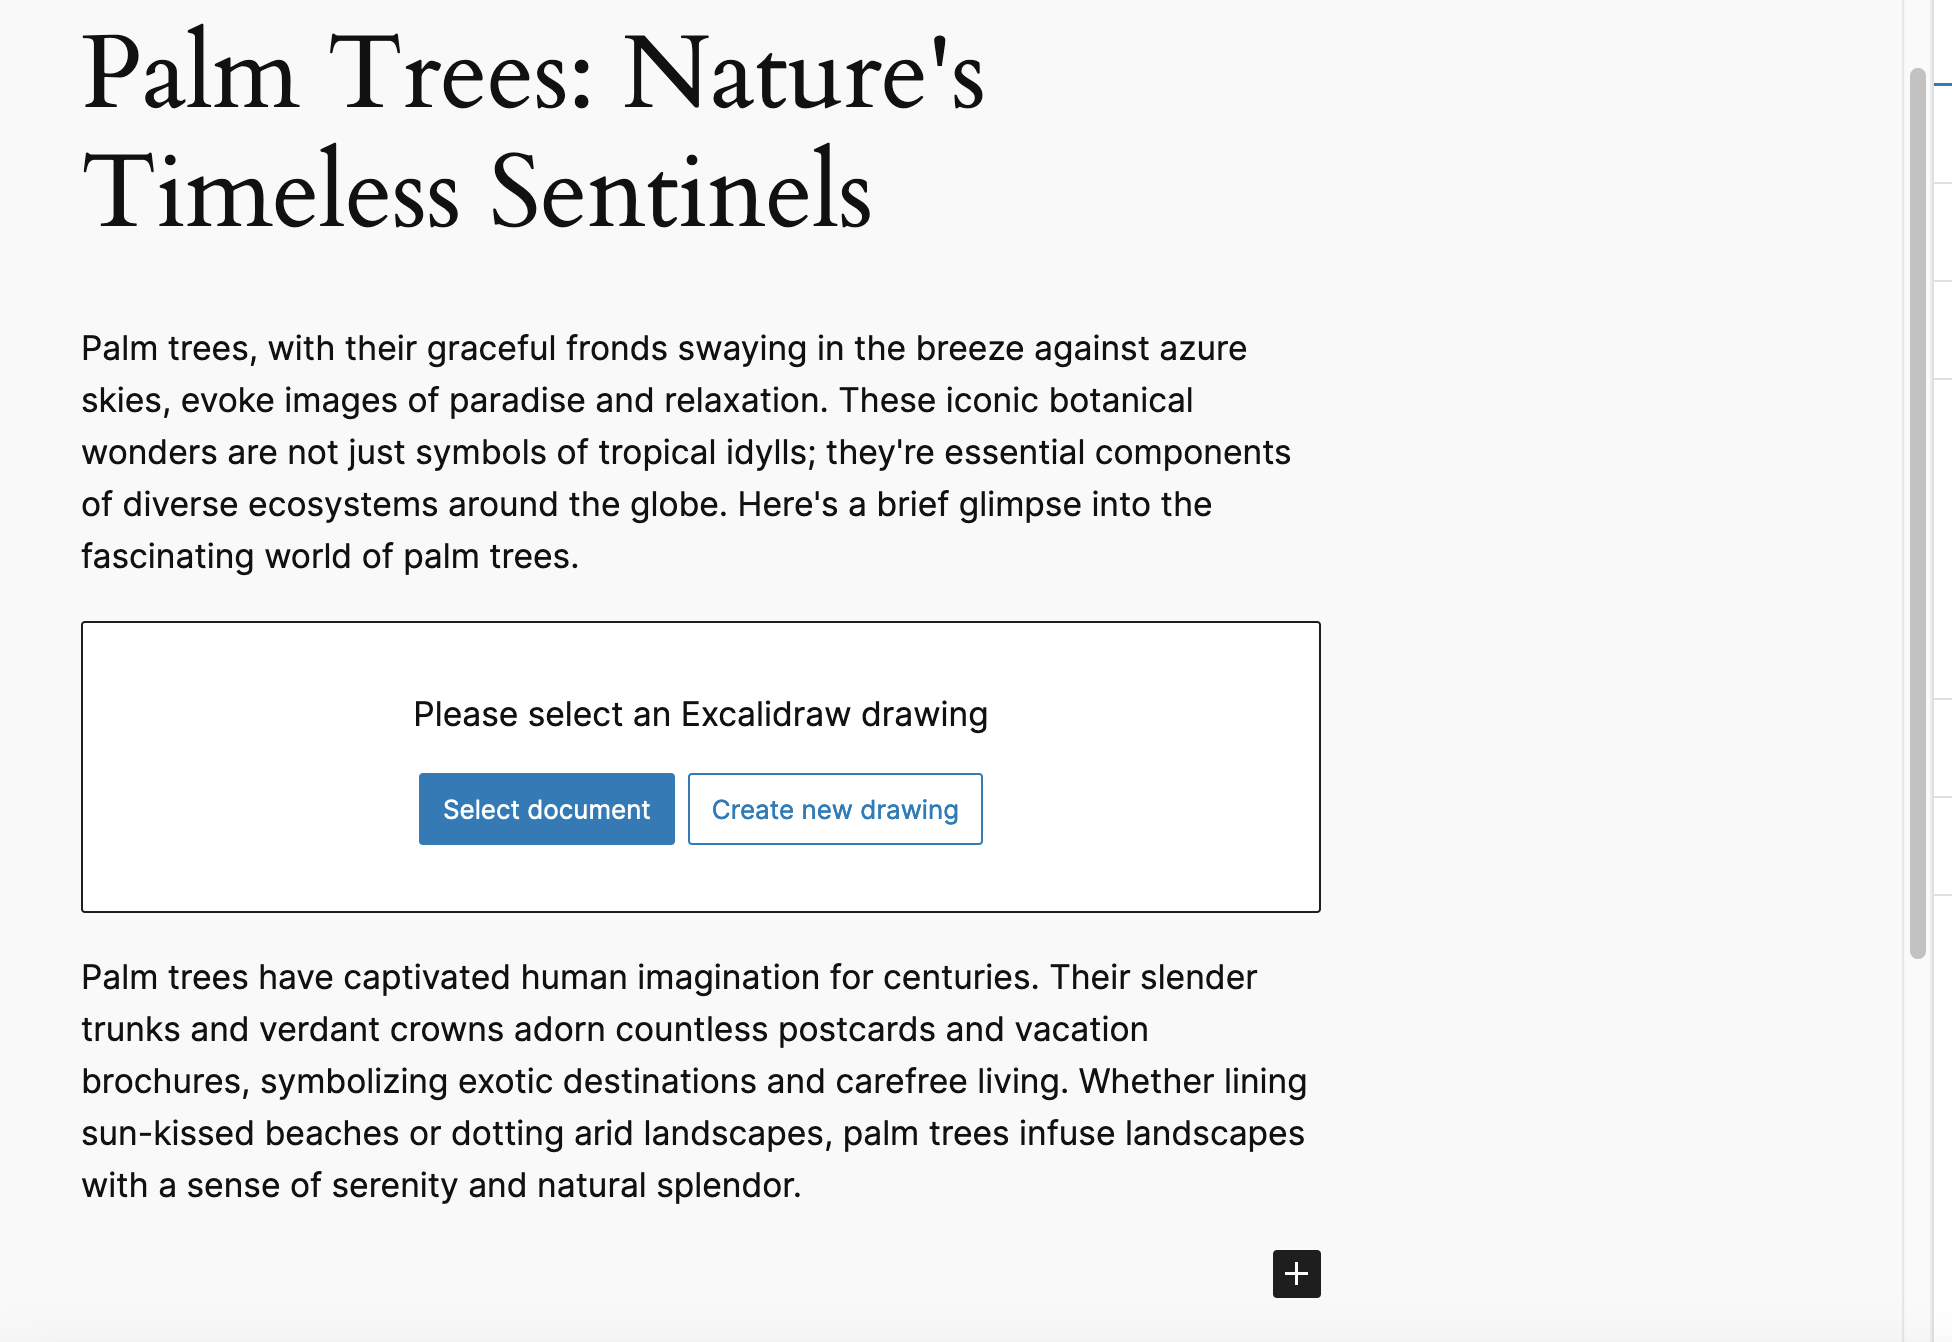 Palm Trees: Nature's
Timeless Sentinels
Palm trees, with their graceful fronds swaying in the breeze against azure
skies, evoke images of paradise and relaxation. These iconic botanical
wonders are not just symbols of tropical idylls; they're essential components
of diverse ecosystems around the globe. Here's a brief glimpse into the
fascinating world of palm trees.
Please select an Excalidraw drawing
Select document
Create new drawing
Palm trees have captivated human imagination for centuries. Their slender
trunks and verdant crowns adorn countless postcards and vacation
brochures, symbolizing exotic destinations and carefree living. Whether lining
sun-kissed beaches or dotting arid landscapes, palm trees infuse landscapes
with a sense of serenity and natural splendor.